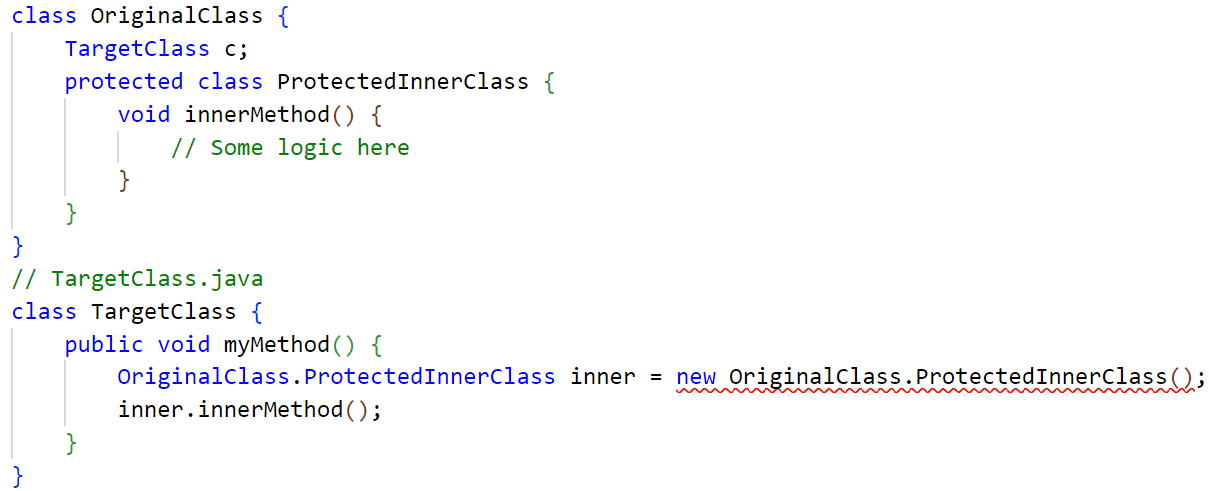 class OriginalClass {
    TargetClass c;
    protected class ProtectedInnerClass {
        void innerMethod() {
            // Some logic here
        }
    }
}
// TargetClass.java
class TargetClass {
    public void myMethod() {
        OriginalClass.ProtectedInnerClass inner = new OriginalClass.ProtectedInnerClass();
        inner.innerMethod();
    }
}